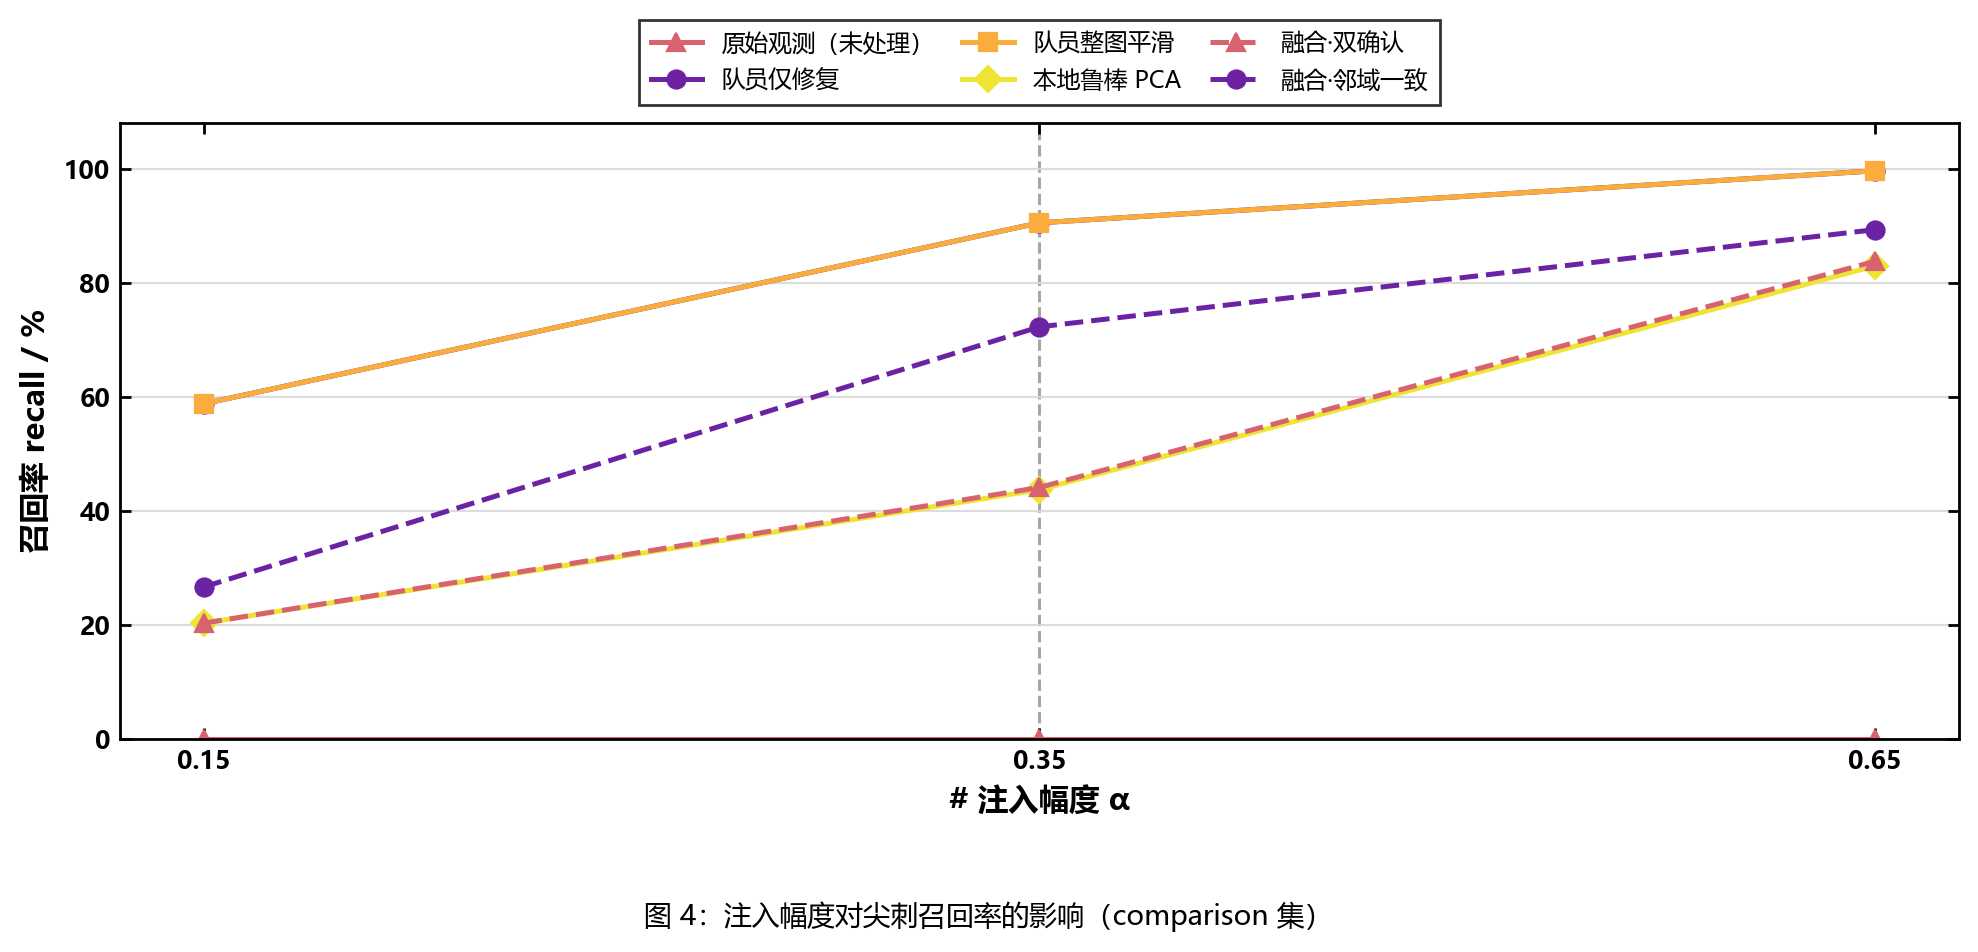 原始观测（未处理）
队员仅修复
队员整图平滑
本地鲁棒 PCA
融合·双确认
融合·邻域一致
100
80
60
40
20
0
召回率 recall / %
0.15
0.35
0.65
# 注入幅度 α
图 4：注入幅度对尖刺召回率的影响（comparison 集）